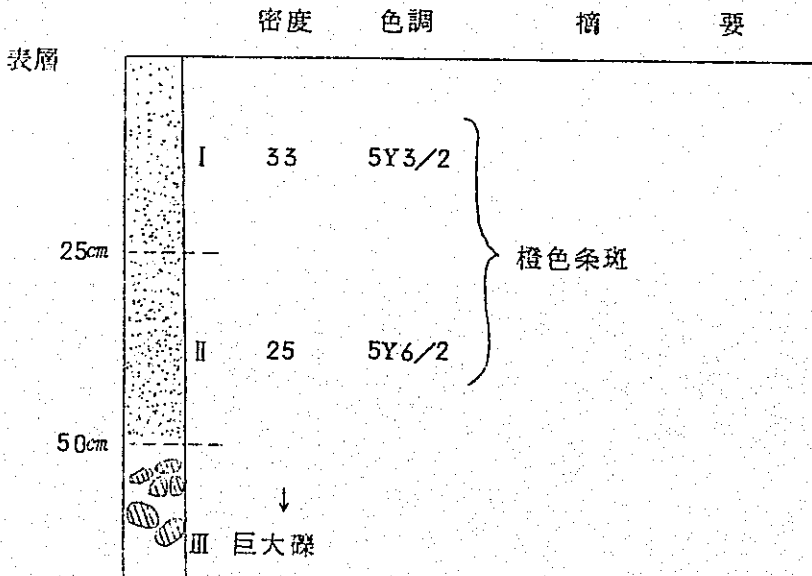 密度 色調 摘要
表層
I 33 5Y3/2
25cm 橙色条斑
II 25 5Y6/2
50cm
↓
III 巨大礫